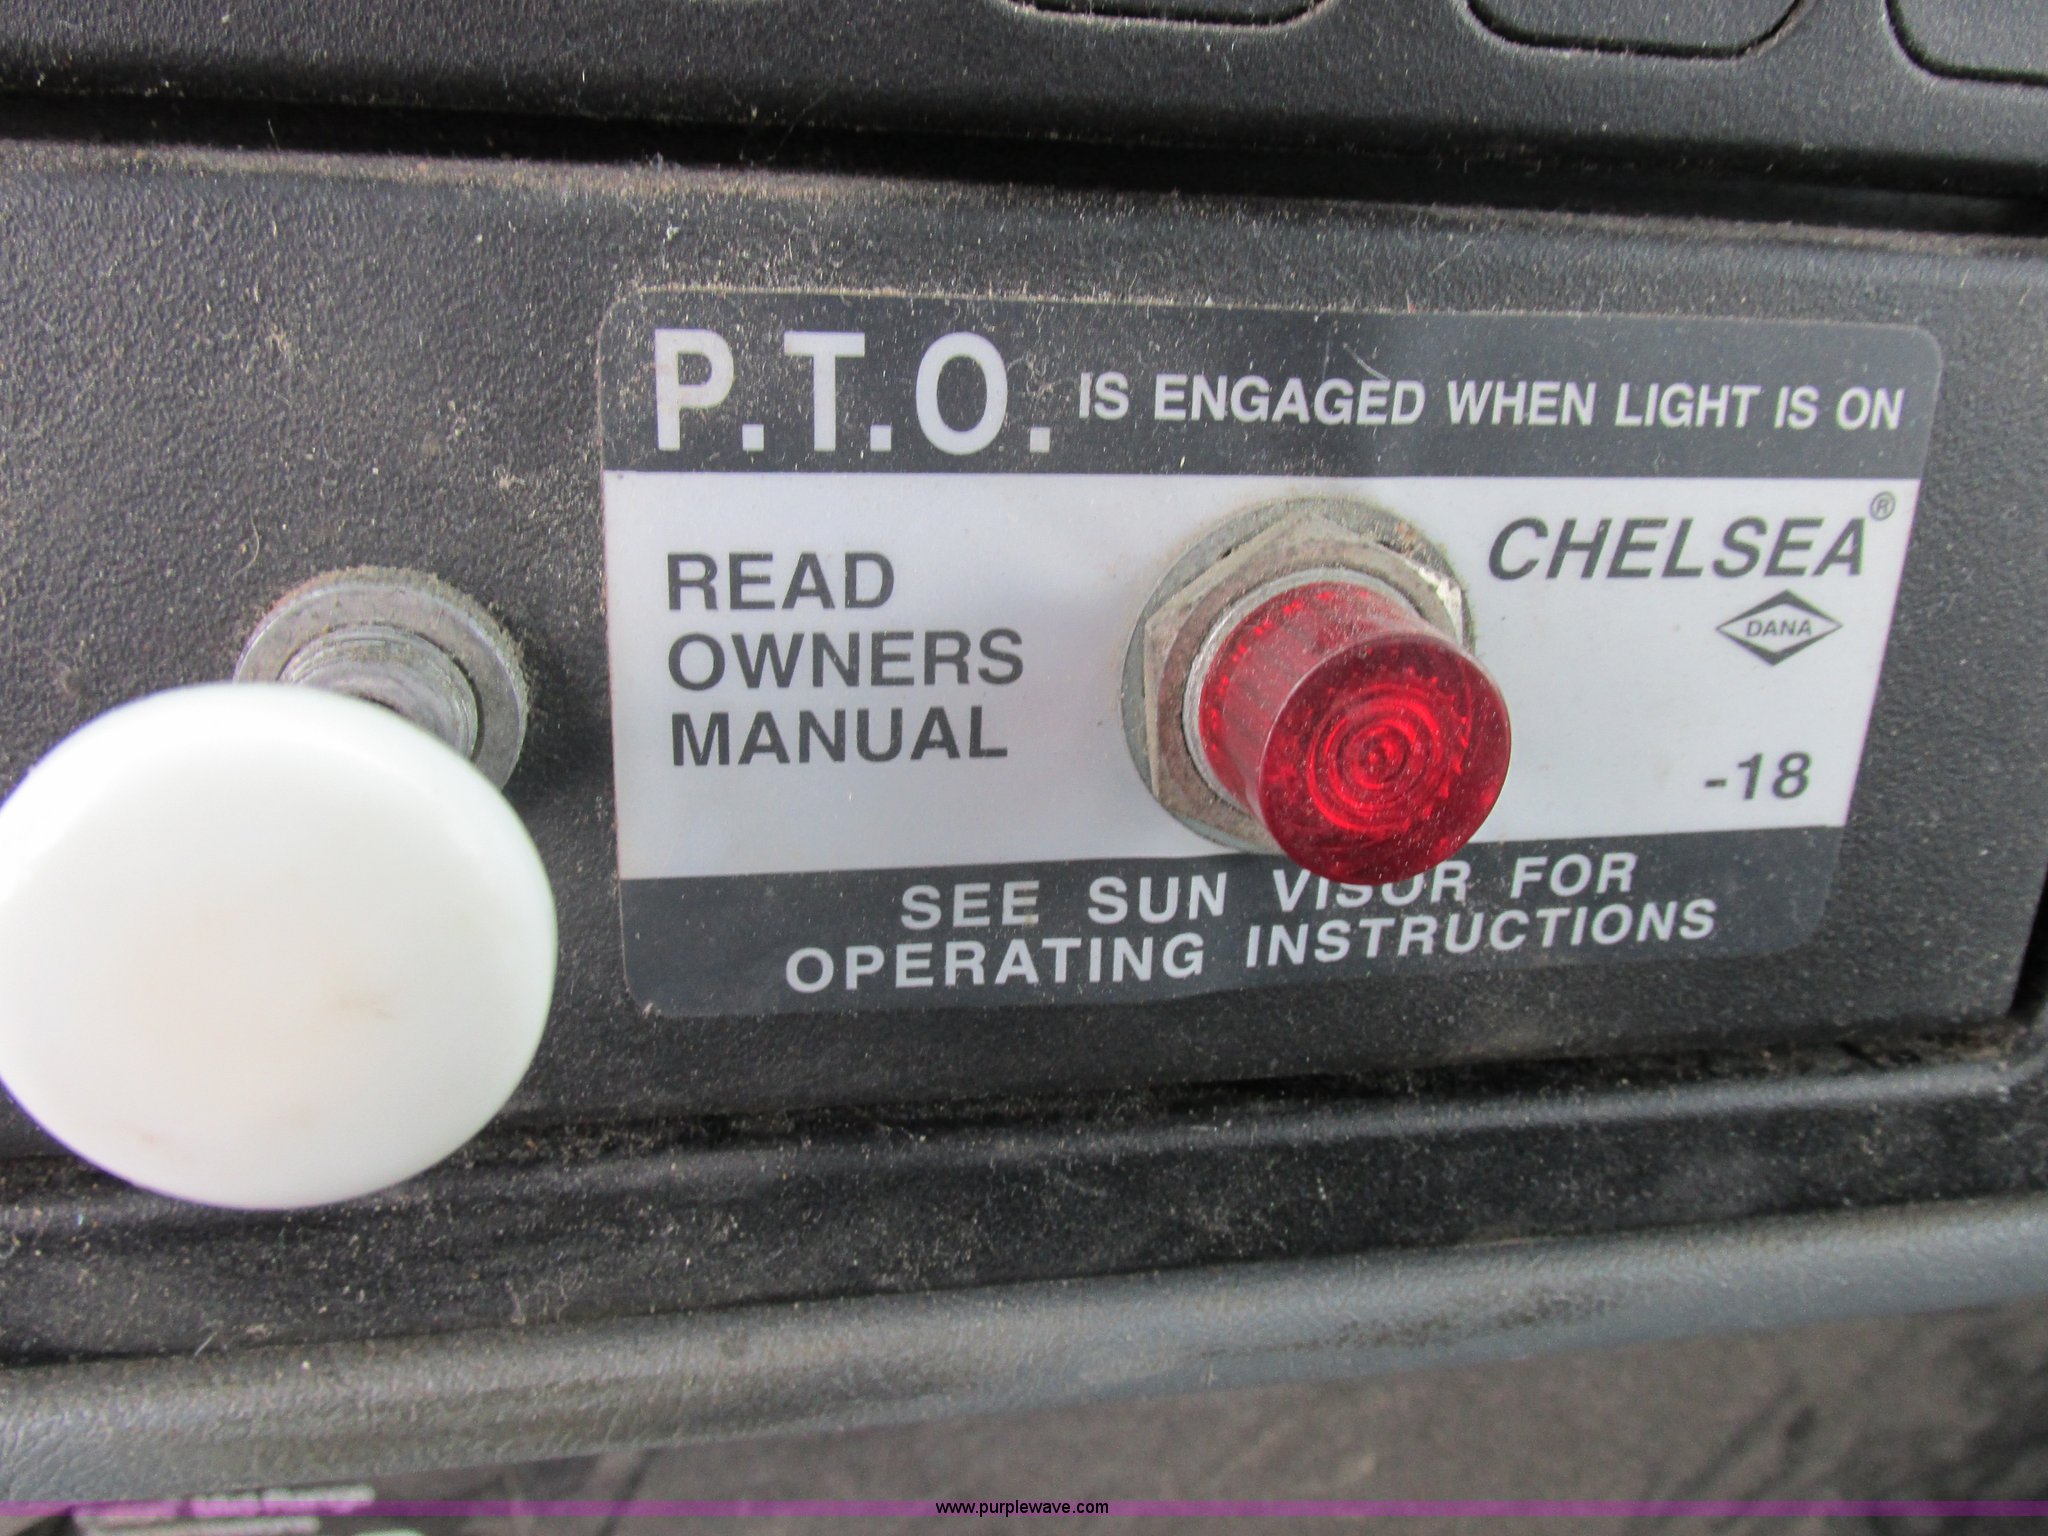 P.T.O. IS ENGAGED WHEN LIGHT IS ON
CHELSEA®
DANA
READ
OWNERS
MANUAL
-18
SEE SUN VISOR FOR
OPERATING INSTRUCTIONS
www.purplewave.com